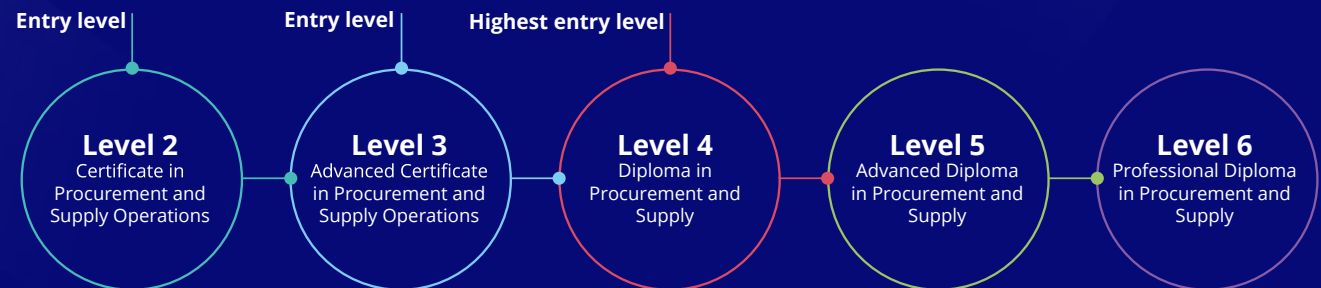 Entry level
Entry level
Highest entry level
Level 2
Certificate in
Procurement and
Supply Operations
Level 3
Advanced Certificate
in Procurement and
Supply Operations
Level 4
Diploma in
Procurement and
Supply
Level 5
Advanced Diploma
in Procurement and
Supply
Level 6
Professional Diploma
in Procurement and
Supply